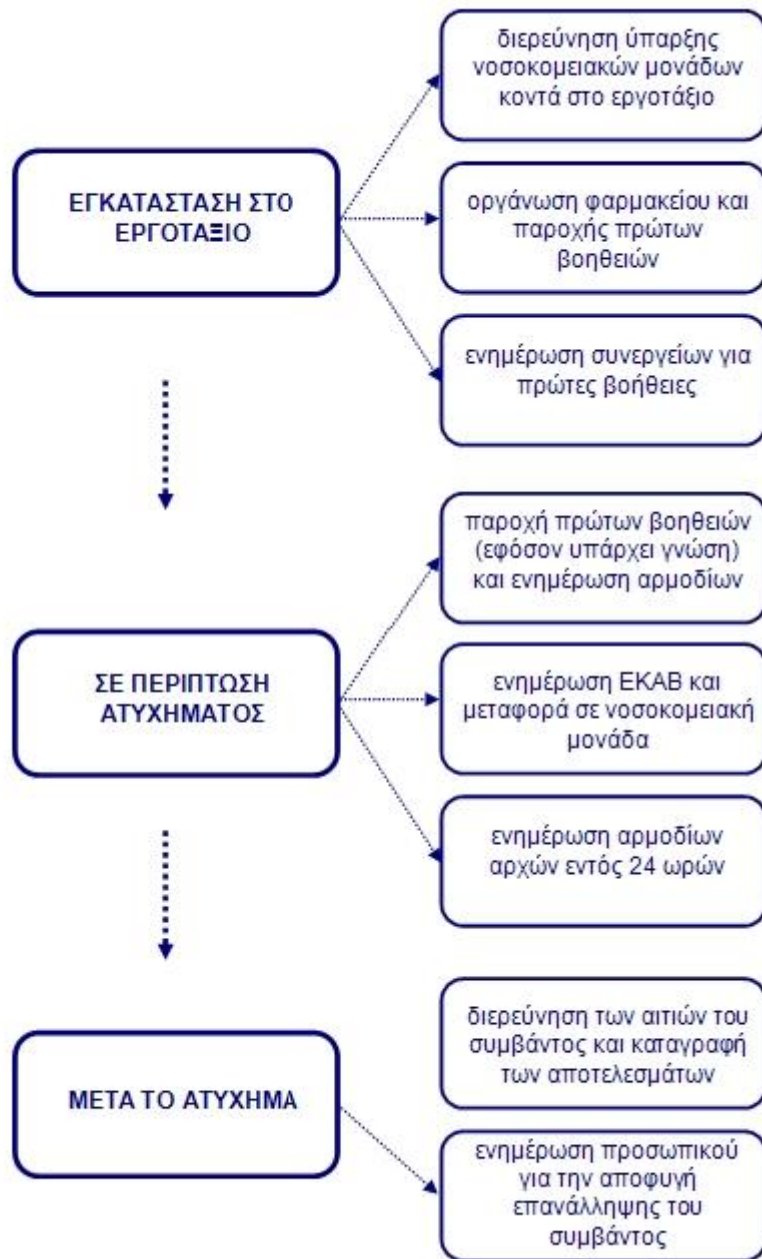 ΕΓΚΑΤΑΣΤΑΣΗ ΣΤΟ
ΕΡΓΟΤΑΞΙΟ
διερεύνηση ύπαρξης
νοσοκομειακών μονάδων
κοντά στο εργοτάξιο
οργάνωση φαρμακείου και
παροχής πρώτων
βοηθειών
ενημέρωση συνεργείων για
πρώτες βοήθειες
ΣΕ ΠΕΡΙΠΤΩΣΗ
ΑΤΥΧΗΜΑΤΟΣ
παροχή πρώτων βοηθειών
(εφόσον υπάρχει γνώση)
και ενημέρωση αρμοδίων
ενημέρωση ΕΚΑΒ και
μεταφορά σε νοσοκομειακή
μονάδα
ενημέρωση αρμοδίων
αρχών εντός 24 ωρών
ΜΕΤΑ ΤΟ ΑΤΥΧΗΜΑ
διερεύνηση των αιτιών του
συμβάντος και καταγραφή
των αποτελεσμάτων
ενημέρωση προσωπικού
για την αποφυγή
επανάλληψης του
συμβάντος